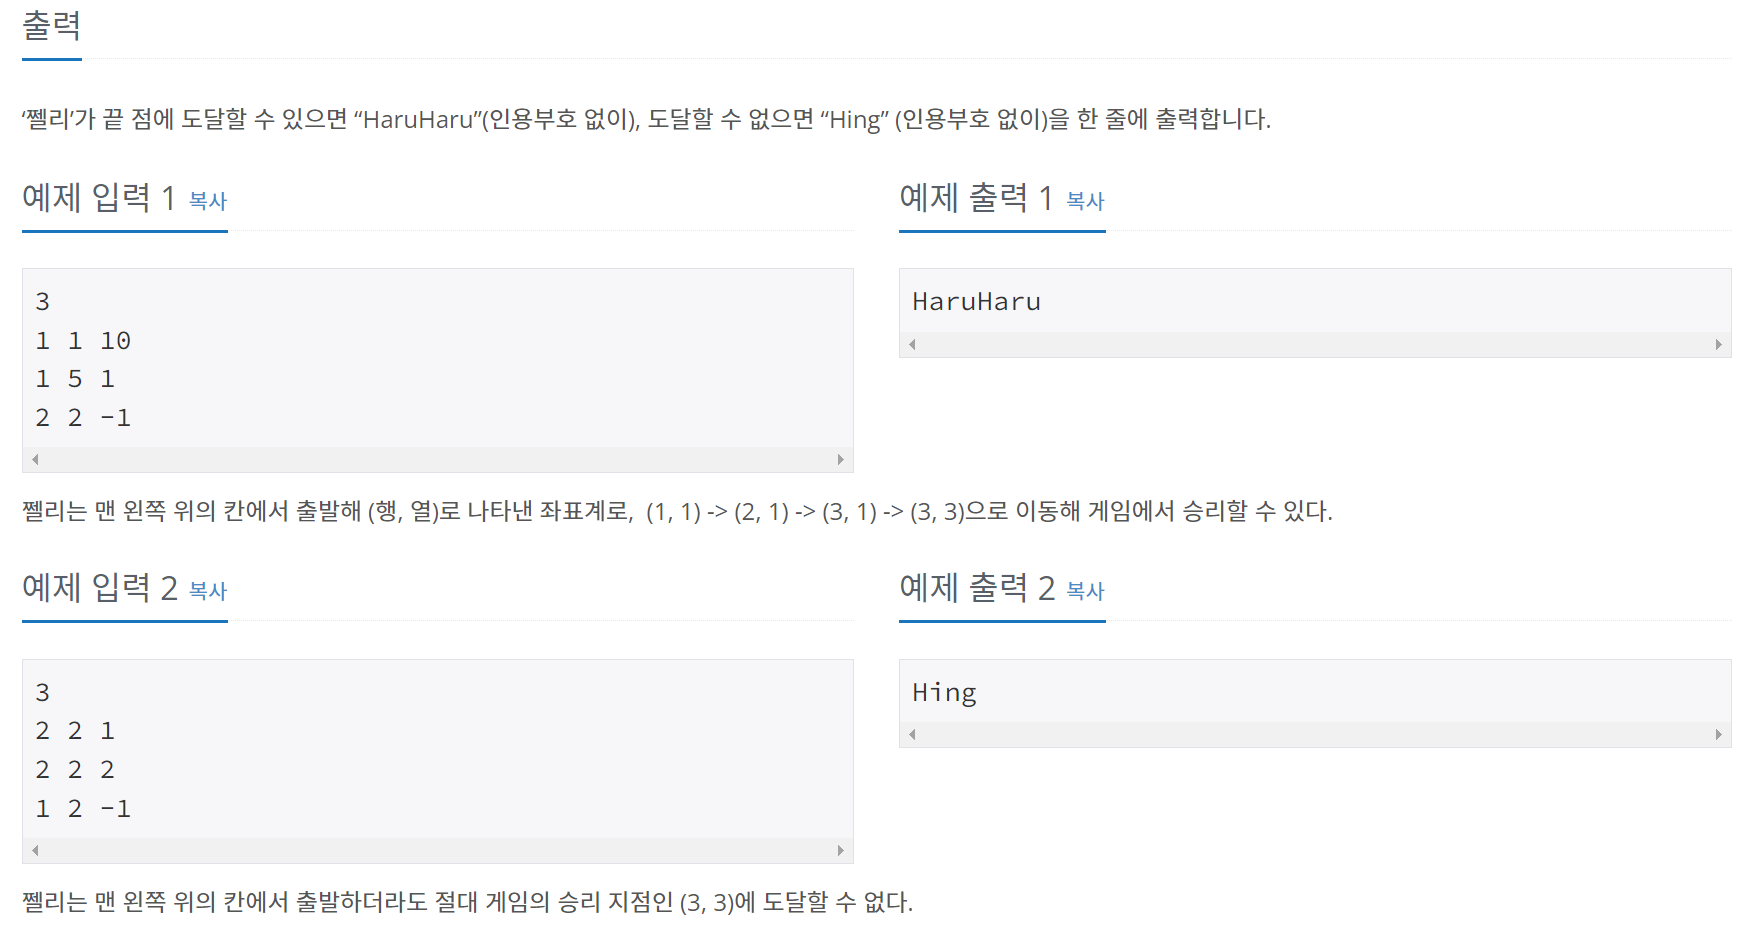 출력
‘쩰리’가 끝 점에 도달할 수 있으면 “HaruHaru”(인용부호 없이), 도달할 수 없으면 “Hing” (인용부호 없이)을 한 줄에 출력합니다.
예제 입력 1 복사
3
1 1 10
1 5 1
2 2 -1
예제 출력 1 복사
HaruHaru
쩰리는 맨 왼쪽 위의 칸에서 출발해 (행, 열)로 나타낸 좌표계로,  (1, 1) -> (2, 1) -> (3, 1) -> (3, 3)으로 이동해 게임에서 승리할 수 있다.
예제 입력 2 복사
3
2 2 1
2 2 2
1 2 -1
예제 출력 2 복사
Hing
쩰리는 맨 왼쪽 위의 칸에서 출발하더라도 절대 게임의 승리 지점인 (3, 3)에 도달할 수 없다.